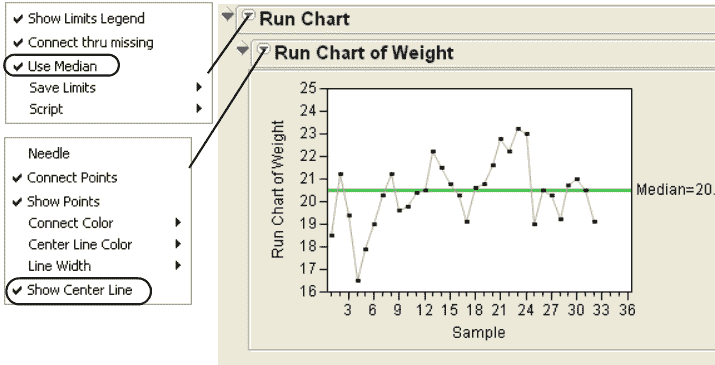 Show Limits Legend
Connect thru missing
Use Median
Save Limits
Script
Needle
Connect Points
Show Points
Connect Color
Center Line Color
Line Width
Show Center Line
Run Chart
Run Chart of Weight
Run Chart of Weight
25
24
23
22
21
20
19
18
17
16
Median=20.
3 6 9 12 15 18 21 24 27 30 33 36
Sample